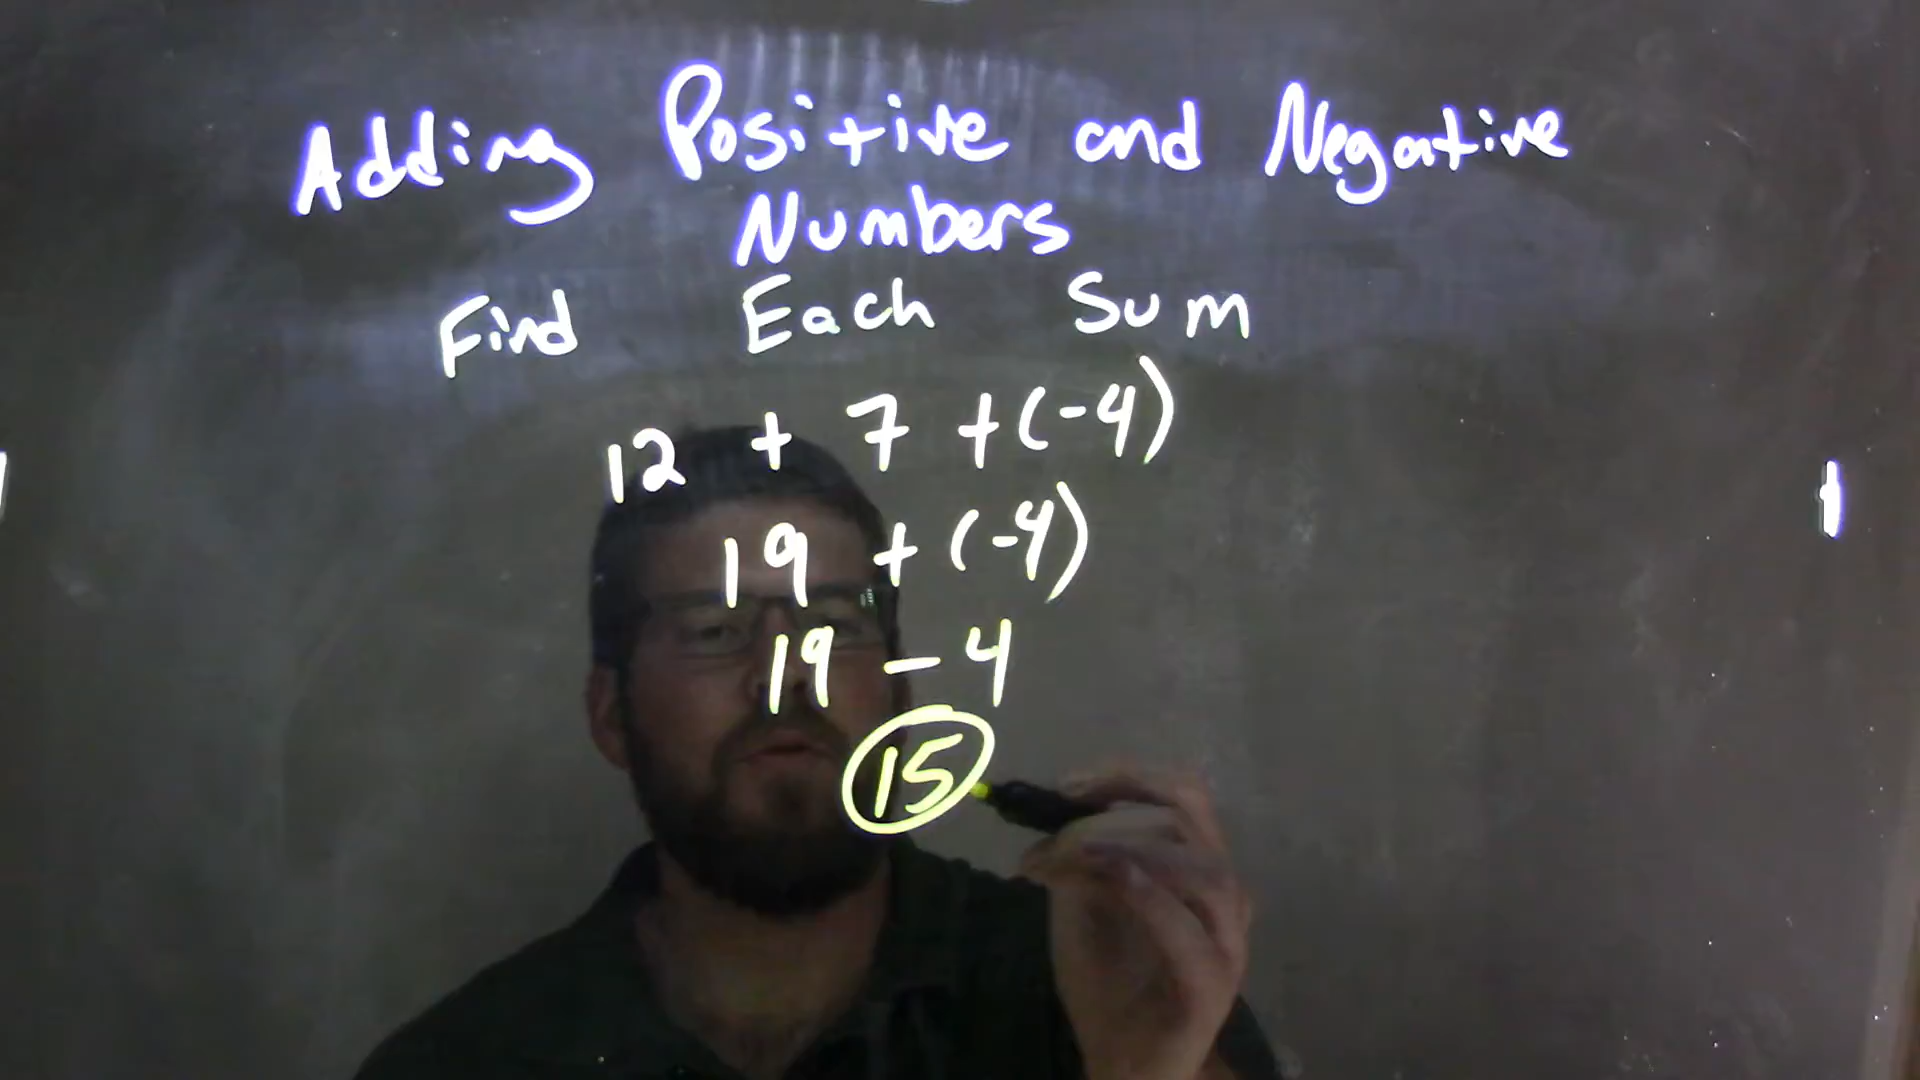 Adding Positive and Negative
Numbers
Find Each Sum
12 + 7 + (-4)
19 + (-4)
19 - 4
15